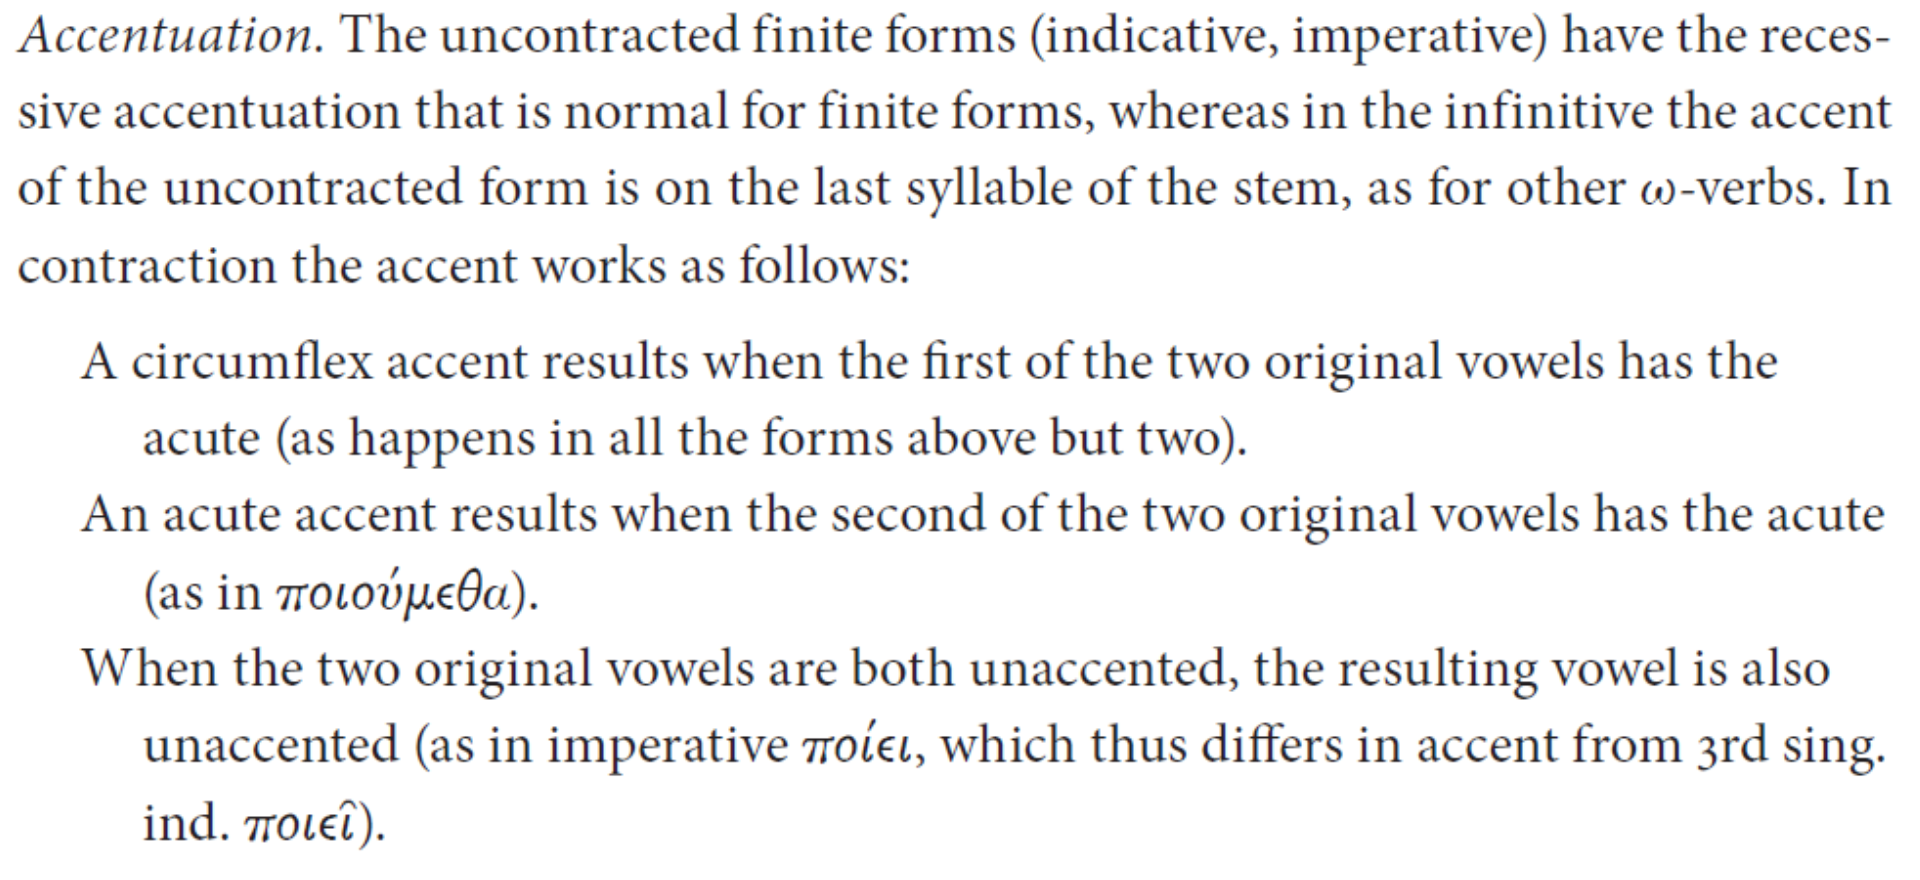 Accentuation. The uncontracted finite forms (indicative, imperative) have the reces-
sive accentuation that is normal for finite forms, whereas in the infinitive the accent
of the uncontracted form is on the last syllable of the stem, as for other ω-verbs. In
contraction the accent works as follows:
A circumflex accent results when the first of the two original vowels has the
acute (as happens in all the forms above but two).
An acute accent results when the second of the two original vowels has the acute
(as in ποιούμεθα).
When the two original vowels are both unaccented, the resulting vowel is also
unaccented (as in imperative ποίει, which thus differs in accent from 3rd sing.
ind. ποιεῖ).